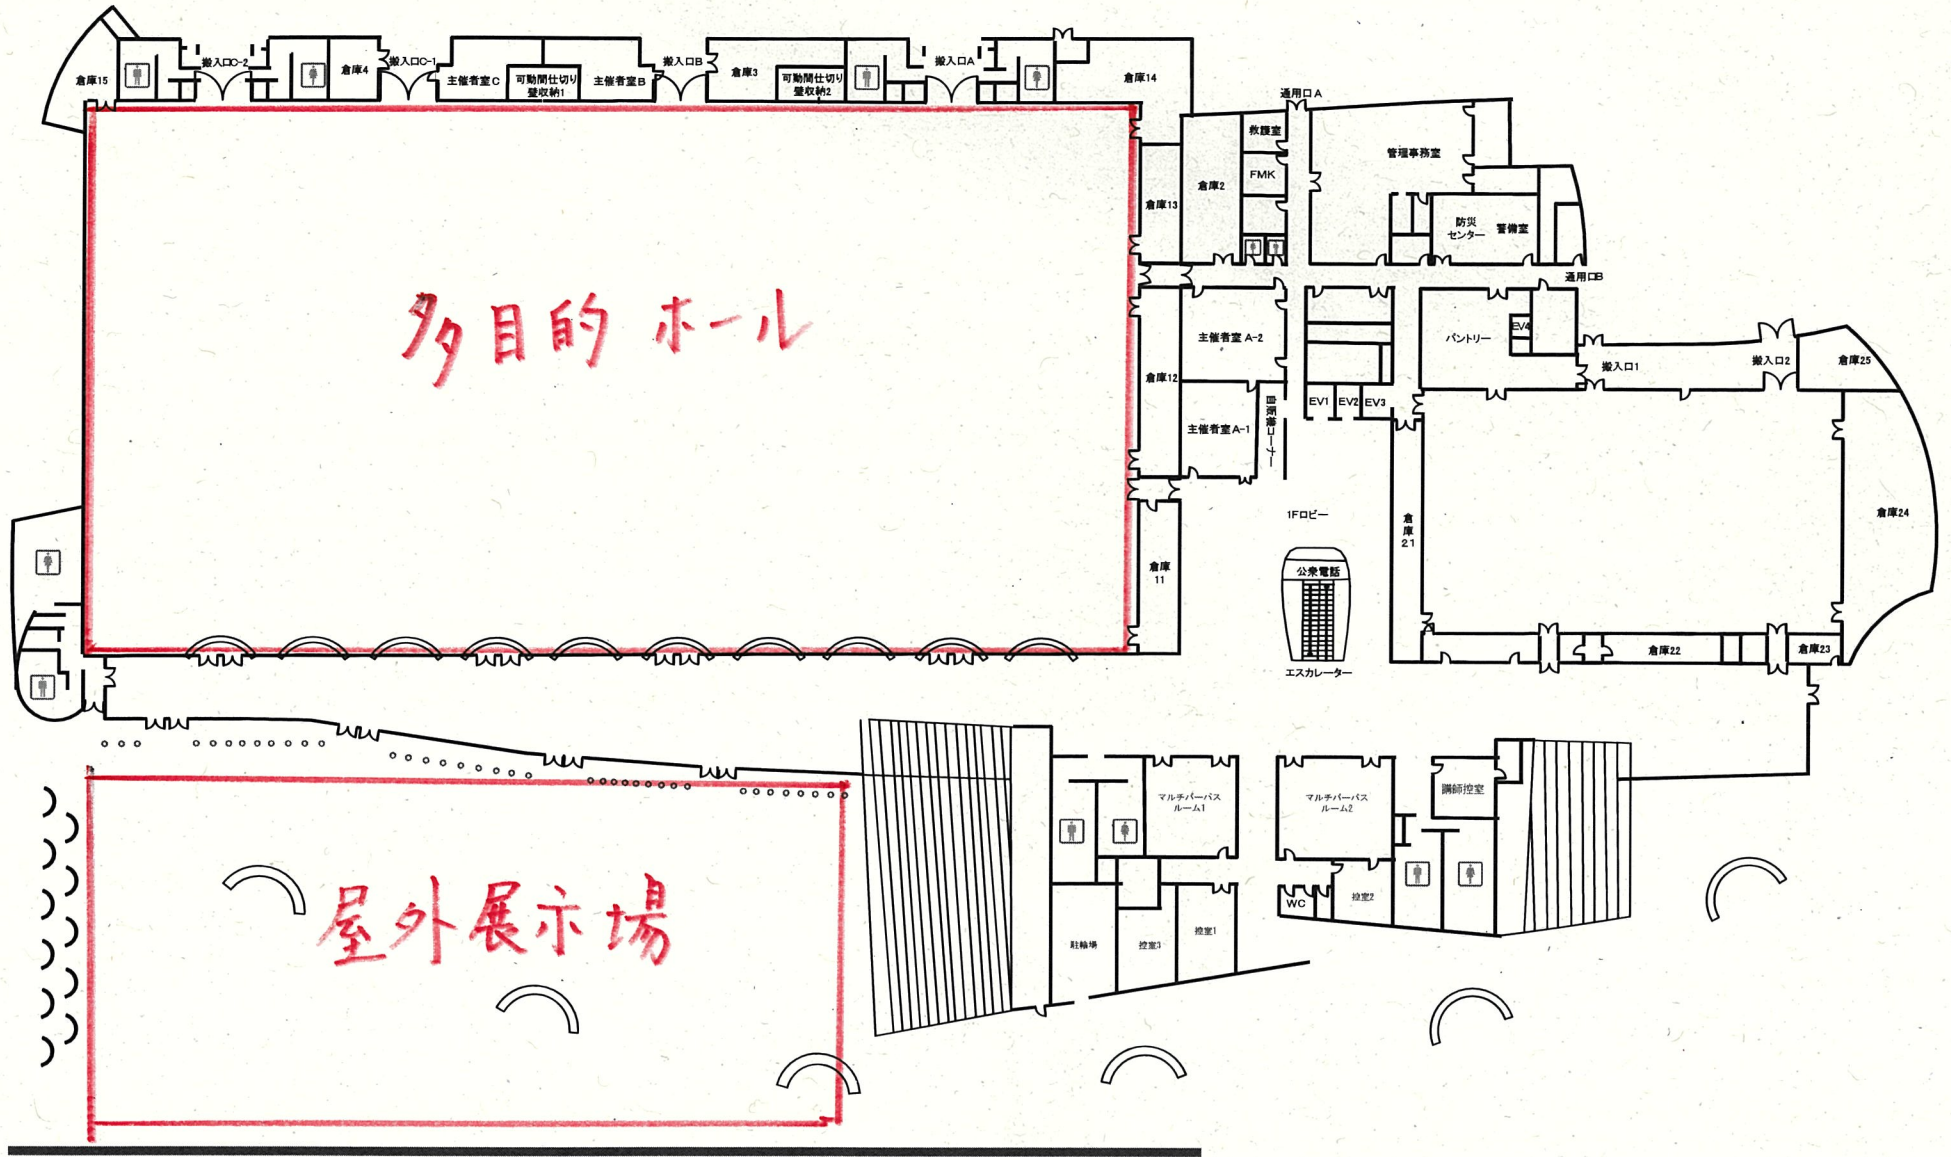 倉庫15
搬入口C-2
倉庫4
搬入口C-1
主催者室C
可動間仕切り
壁収納1
主催者室B
搬入口B
倉庫3
可動間仕切り
壁収納2
搬入口A
倉庫14
通用口A
救護室
FMK
倉庫2
倉庫13
管理事務室
防災
センター
警備室
通用口B
多目的ホール
主催者室A-2
倉庫12
主催者室A-1
自販機コーナー
EV1
EV2
EV3
パントリー
EV4
搬入口1
搬入口2
倉庫25
倉庫24
1Fロビー
倉庫
21
倉庫
11
公衆電話
エスカレーター
倉庫22
倉庫23
マルチパーパス
ルーム1
マルチパーパス
ルーム2
講師控室
屋外展示場
WC
控室2
駐輪場
控室3
控室1